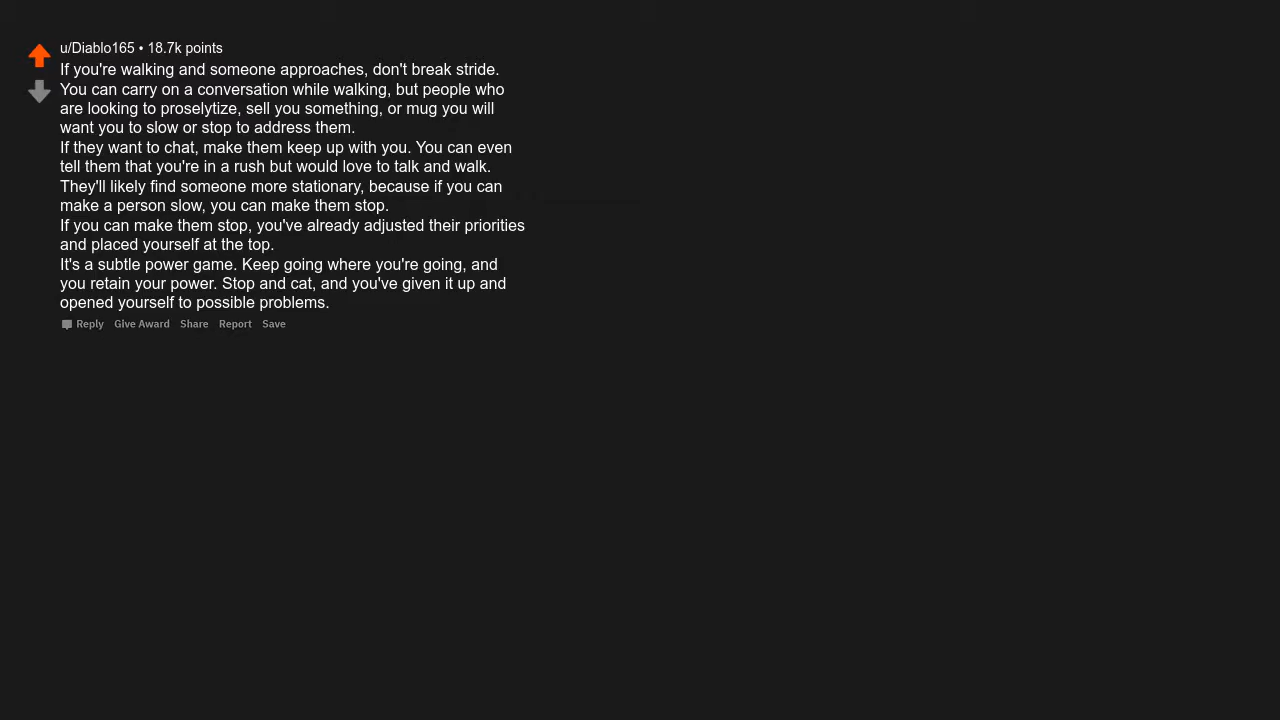 u/Diablo165 • 18.7k points
If you're walking and someone approaches, don't break stride.
You can carry on a conversation while walking, but people who
are looking to proselytize, sell you something, or mug you will
want you to slow or stop to address them.
If they want to chat, make them keep up with you. You can even
tell them that you're in a rush but would love to talk and walk.
They'll likely find someone more stationary, because if you can
make a person slow, you can make them stop.
If you can make them stop, you've already adjusted their priorities
and placed yourself at the top.
It's a subtle power game. Keep going where you're going, and
you retain your power. Stop and cat, and you've given it up and
opened yourself to possible problems.
Reply Give Award Share Report Save